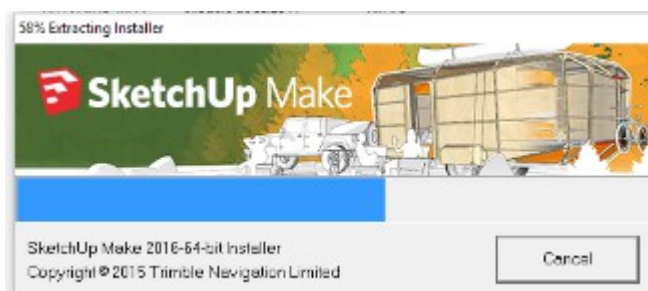 58% Extracting Installer
SketchUp Make
SketchUp Make 2016-64-bit Installer
Copyright © 2015 Trimble Navigation Limited
Cancel